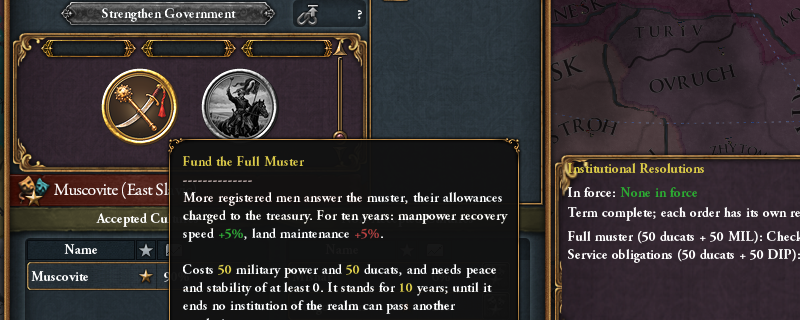 Strengthen Government
?
NESK
TUROV
SK
OVRUCH
STROH
ZHYTO
Fund the Full Muster
--------------
More registered men answer the muster, their allowances
charged to the treasury. For ten years: manpower recovery
speed +5%, land maintenance +5%.
Costs 50 military power and 50 ducats, and needs peace
and stability of at least 0. It stands for 10 years; until it
ends no institution of the realm can pass another
Muscovite (East Sl
Accepted Cu
Name
Muscovite
9
Institutional Resolutions
In force: None in force
Term complete; each order has its own re
Full muster (50 ducats + 50 MIL): Check
Service obligations (50 ducats + 50 DIP):